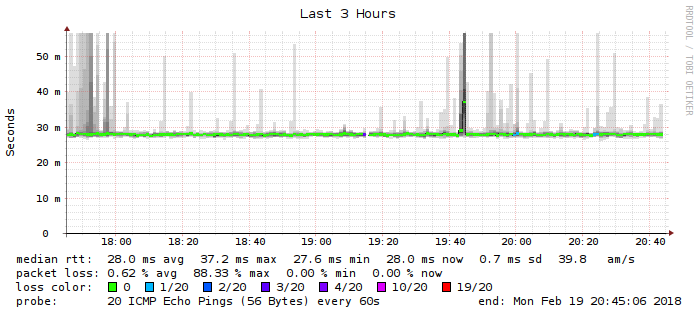 Last 3 Hours
RRDTOOL / TOBI OETIKER
Seconds
50 m
40 m
30 m
20 m
10 m
0
18:00 18:20 18:40 19:00 19:20 19:40 20:00 20:20 20:40
median rtt: 28.0 ms avg 37.2 ms max 27.6 ms min 28.0 ms now 0.7 ms sd 39.8 am/s
packet loss: 0.62 % avg 88.33 % max 0.00 % min 0.00 % now
loss color: 0 1/20 2/20 3/20 4/20 10/20 19/20
probe: 20 ICMP Echo Pings (56 Bytes) every 60s end: Mon Feb 19 20:45:06 2018